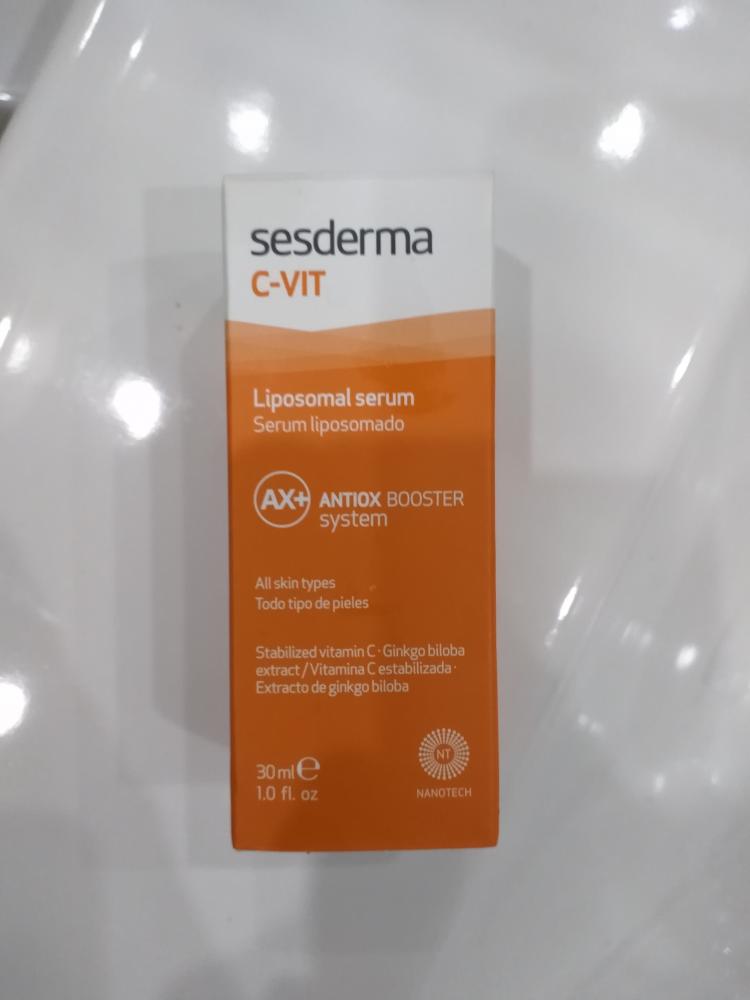 sesderma
C-VIT
Liposomal serum
Serum liposomado
AX+ ANTIOX BOOSTER
system
All skin types
Todo tipo de pieles
Stabilized vitamin C · Ginkgo biloba
extract / Vitamina C estabilizada ·
Extracto de ginkgo biloba
30 ml ℮
1.0 fl. oz
NT
NANOTECH